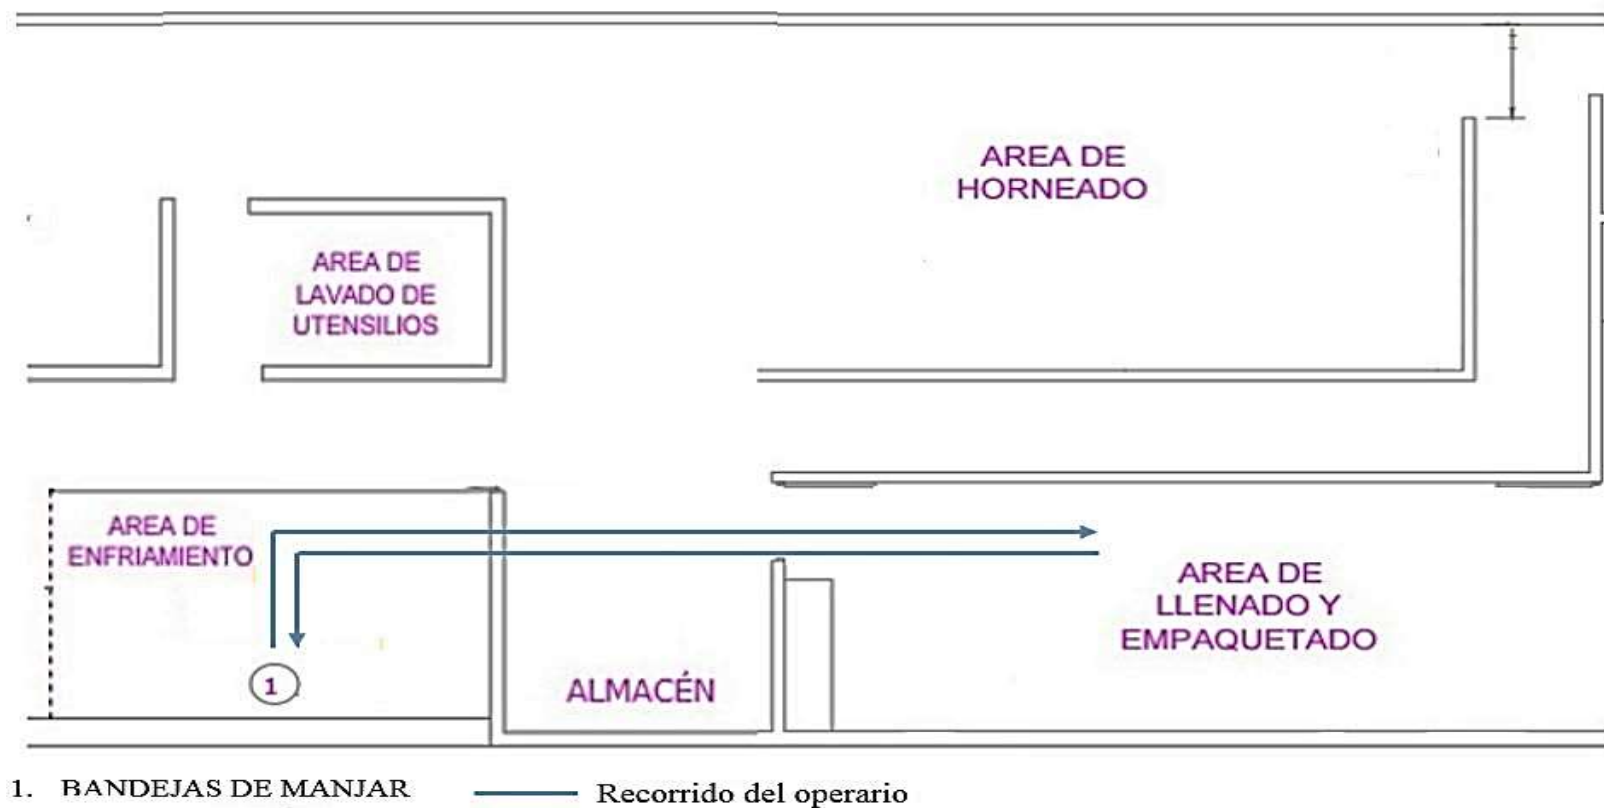 AREA DE
HORNEADO
AREA DE
LAVADO DE
UTENSILIOS
AREA DE
ENFRIAMIENTO
AREA DE
LLENADO Y
EMPAQUETADO
1
ALMACÉN
1. BANDEJAS DE MANJAR
Recorrido del operario